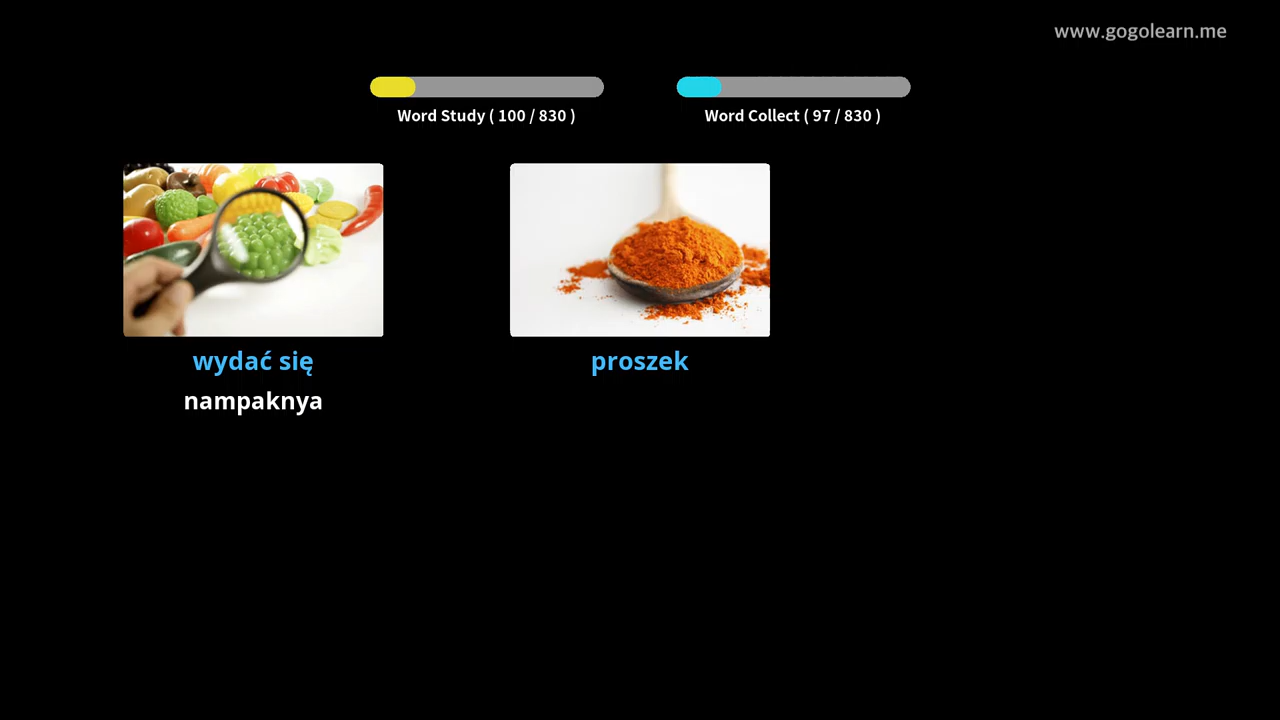 www.gogolearn.me
Word Study ( 100 / 830 )
Word Collect ( 97 / 830 )
wydać się
proszek
nampaknya